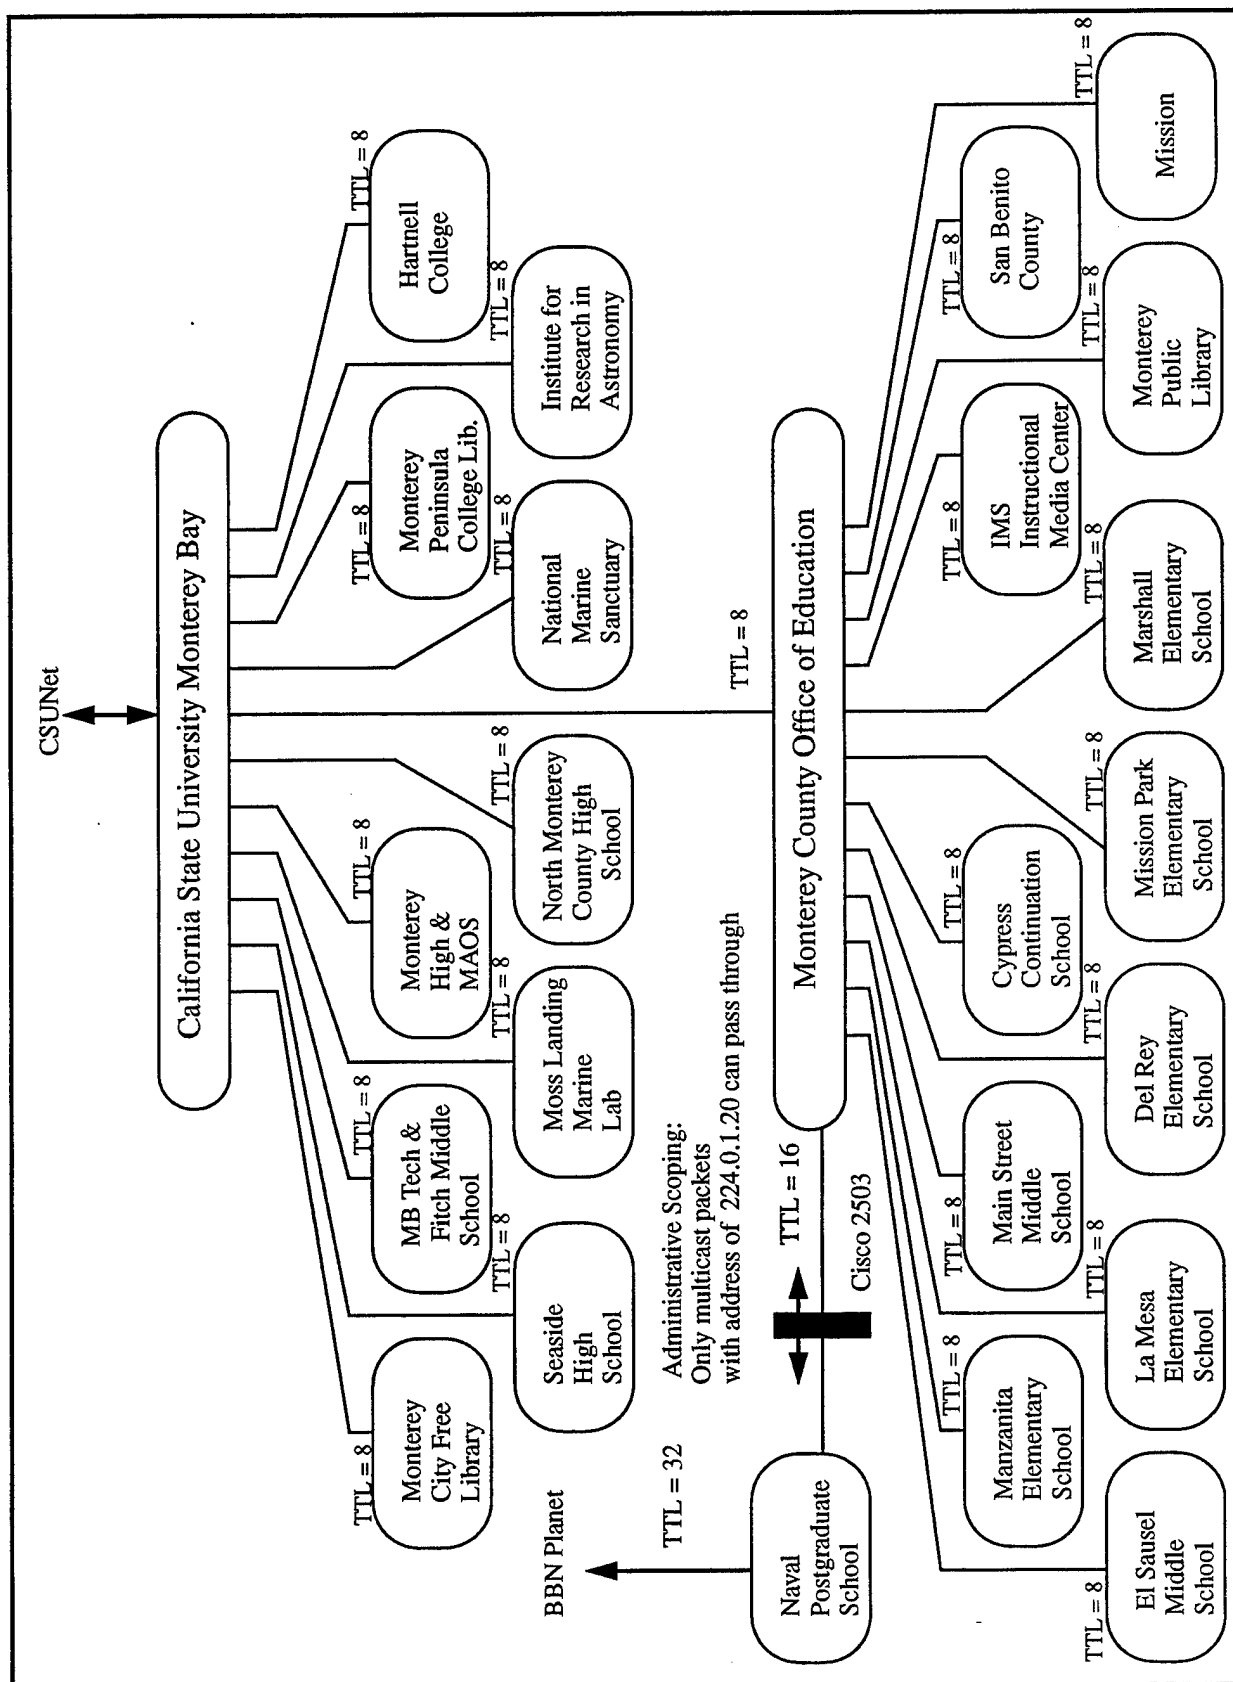 CSUNet
California State University Monterey Bay
TTL = 8
Monterey
City Free
Library
TTL = 8
Seaside
High
School
TTL = 8
MB Tech &
Fitch Middle
School
TTL = 8
Moss Landing
Marine
Lab
TTL = 8
Monterey
High &
MAOS
TTL = 8
North Monterey
County High
School
TTL = 8
National
Marine
Sanctuary
TTL = 8
Monterey
Peninsula
College Lib.
TTL = 8
Institute for
Research in
Astronomy
TTL = 8
Hartnell
College
BBN Planet
TTL = 32
Administrative Scoping:
Only multicast packets
with address of 224.0.1.20 can pass through
TTL = 8
Naval
Postgraduate
School
TTL = 16
Cisco 2503
Monterey County Office of Education
TTL = 8
El Sausel
Middle
School
TTL = 8
Manzanita
Elementary
School
TTL = 8
La Mesa
Elementary
School
TTL = 8
Main Street
Middle
School
TTL = 8
Del Rey
Elementary
School
TTL = 8
Cypress
Continuation
School
TTL = 8
Mission Park
Elementary
School
TTL = 8
Marshall
Elementary
School
TTL = 8
IMS
Instructional
Media Center
TTL = 8
Monterey
Public
Library
TTL = 8
San Benito
County
TTL = 8
Mission